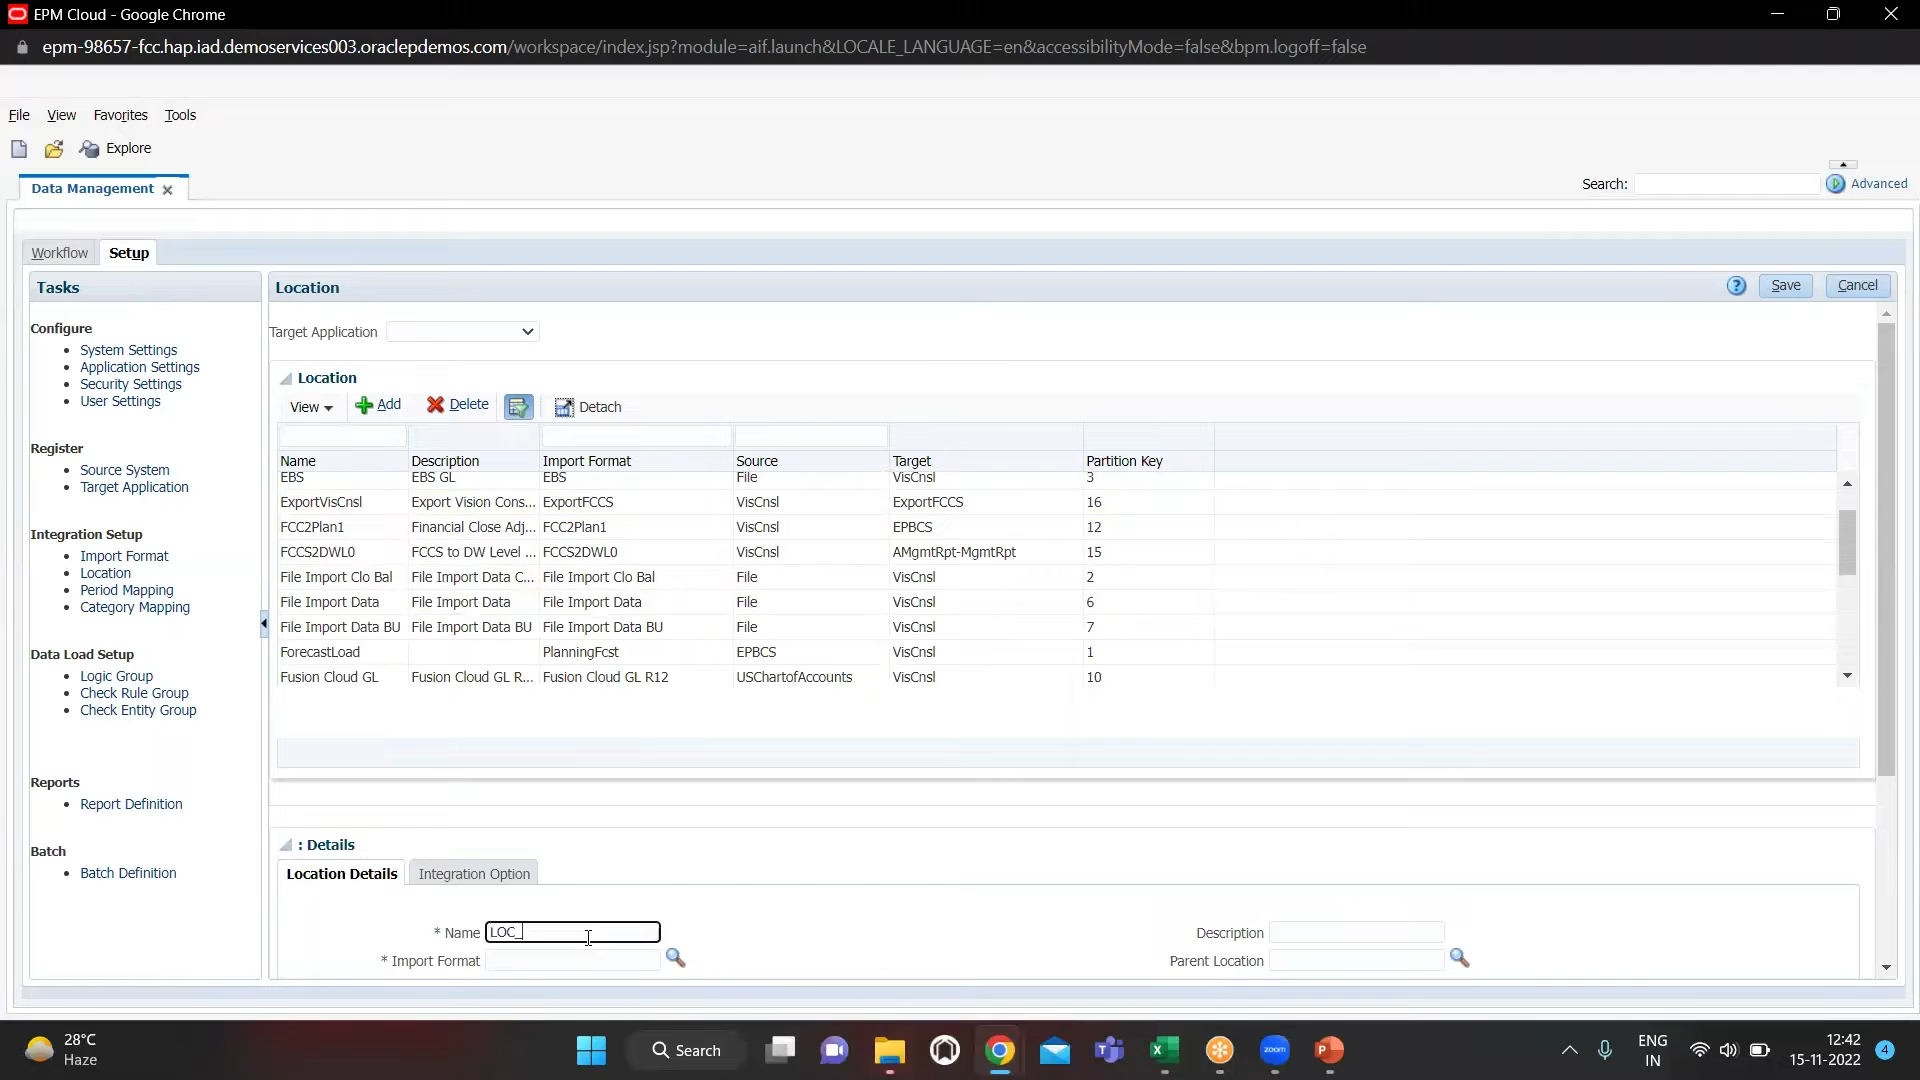 EPM Cloud - Google Chrome
epm-98657-fcc.hap.iad.demoservices003.oraclepdemos.com/workspace/index.jsp?module=aif.launch&LOCALE_LANGUAGE=en&accessibilityMode=false&bpm.logoff=false
File View Favorites Tools
Explore
Data Management
Search: Advanced
Workflow Setup
Tasks
Configure
System Settings
Application Settings
Security Settings
User Settings
Register
Source System
Target Application
Integration Setup
Import Format
Location
Period Mapping
Category Mapping
Data Load Setup
Logic Group
Check Rule Group
Check Entity Group
Reports
Report Definition
Batch
Batch Definition
Location Save Cancel
Target Application
Location
View Add Delete Detach
Name Description Import Format Source Target Partition Key
EBS EBS GL EBS File VisCnsl 3
ExportVisCnsl Export Vision Cons... ExportFCCS VisCnsl ExportFCCS 16
FCC2Plan1 Financial Close Adj... FCC2Plan1 VisCnsl EPBCS 12
FCCS2DWL0 FCCS to DW Level ... FCCS2DWL0 VisCnsl AMgmtRpt-MgmtRpt 15
File Import Clo Bal File Import Data C... File Import Clo Bal File VisCnsl 2
File Import Data File Import Data File Import Data File VisCnsl 6
File Import Data BU File Import Data BU File Import Data BU File VisCnsl 7
ForecastLoad PlanningFcst EPBCS VisCnsl 1
Fusion Cloud GL Fusion Cloud GL R... Fusion Cloud GL R12 USChartofAccounts VisCnsl 10
: Details
Location Details Integration Option
* Name LOC_ Description
* Import Format Parent Location
28°C
Haze
Search
zoom
ENG
IN
12:42
15-11-2022
4